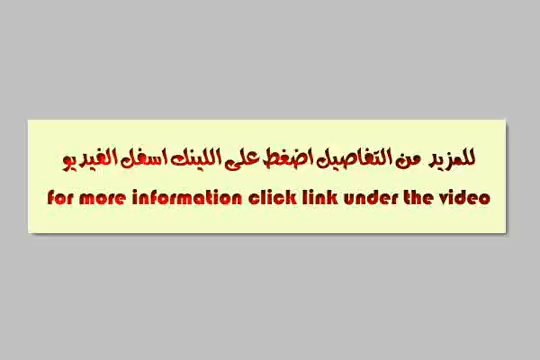 للمزيد من التفاصيل اضغط على اللينك اسفل الفيديو
for more information click link under the video